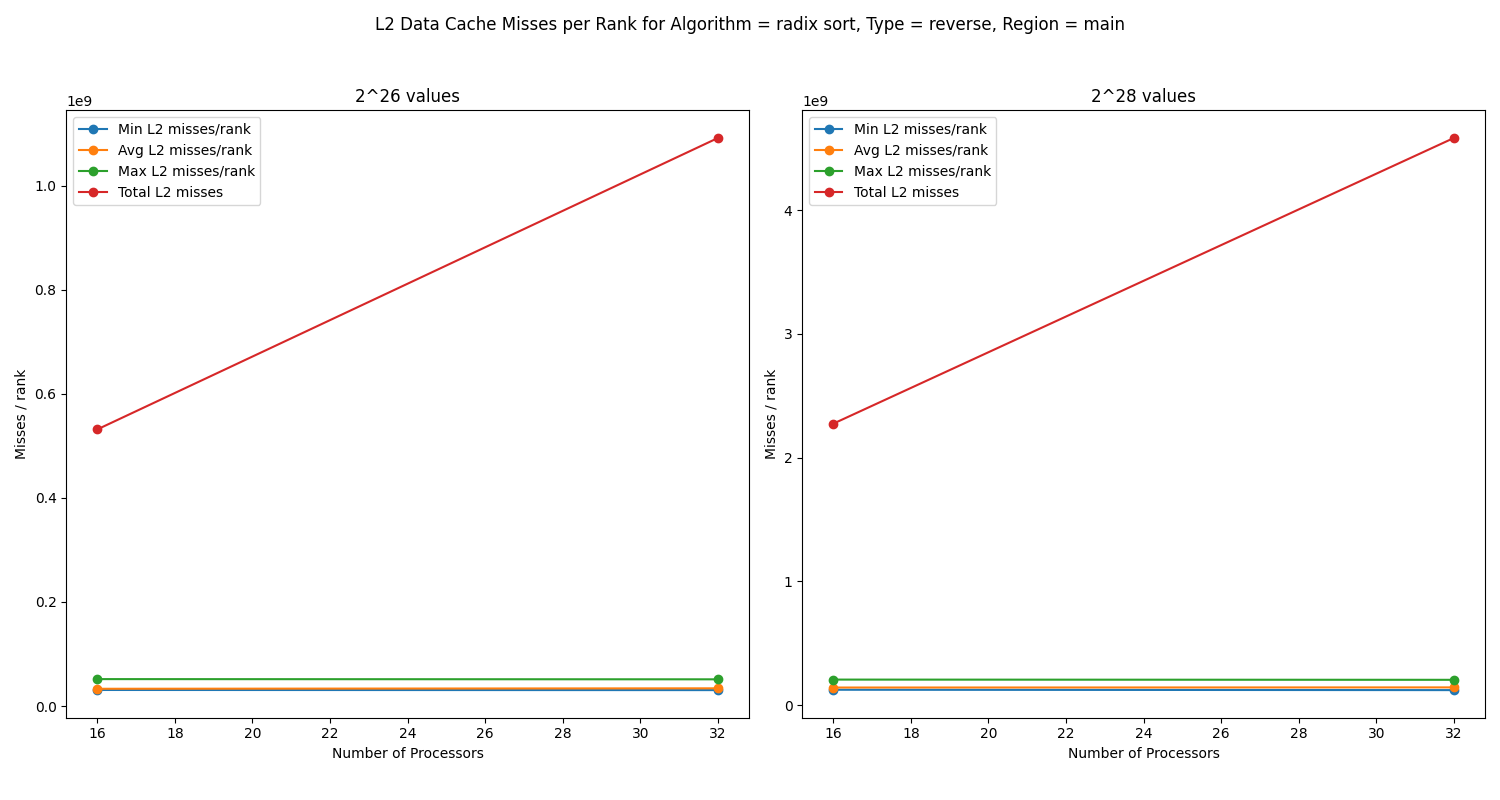 L2 Data Cache Misses per Rank for Algorithm = radix sort, Type = reverse, Region = main
2^26 values
1e9
Min L2 misses/rank
Avg L2 misses/rank
Max L2 misses/rank
Total L2 misses
1.0
0.8
0.6
0.4
0.2
0.0
Misses / rank
16 18 20 22 24 26 28 30 32
Number of Processors
2^28 values
1e9
Min L2 misses/rank
Avg L2 misses/rank
Max L2 misses/rank
Total L2 misses
4
3
2
1
0
Misses / rank
16 18 20 22 24 26 28 30 32
Number of Processors